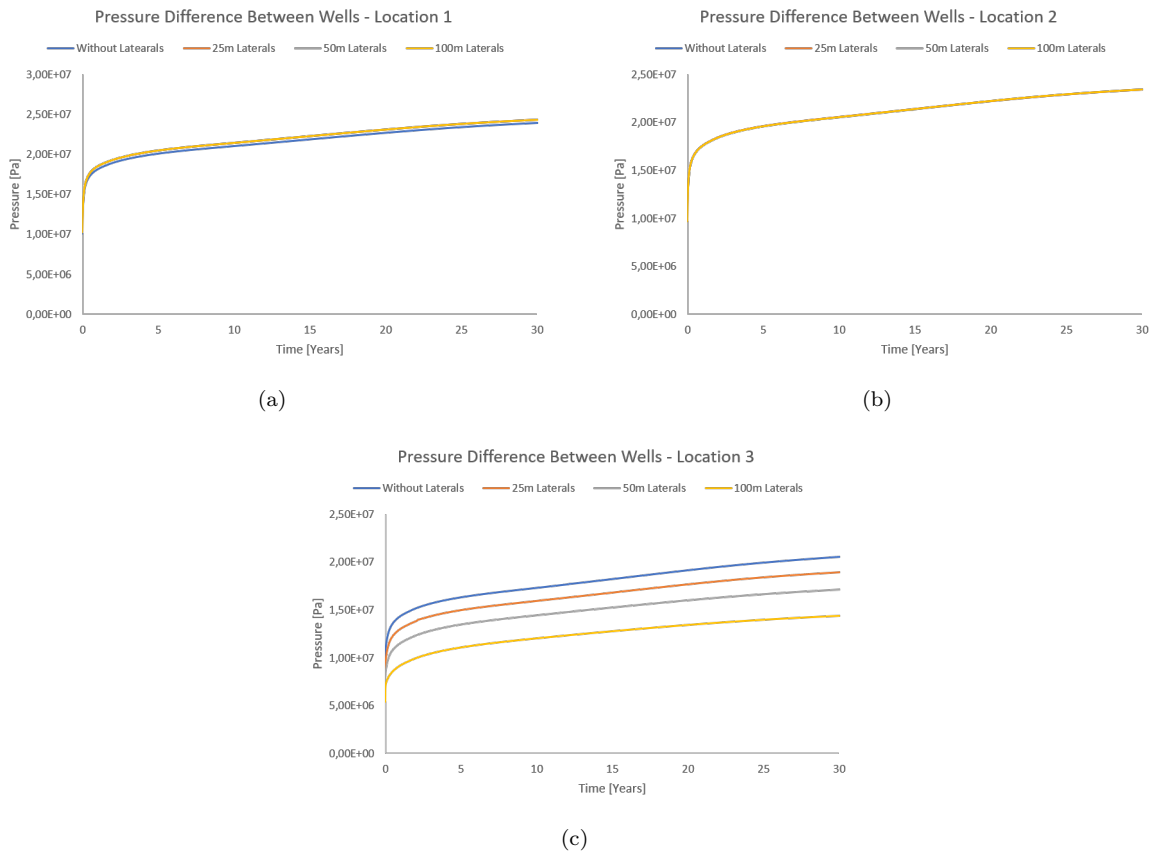 Pressure Difference Between Wells - Location 1
Without Latearals 25m Laterals 50m Laterals 100m Laterals
3,00E+07
2,50E+07
2,00E+07
1,50E+07
1,00E+07
5,00E+06
0,00E+00
Pressure [Pa]
0 5 10 15 20 25 30
Time [Years]
(a)
Pressure Difference Between Wells - Location 2
Without Laterals 25m Laterals 50m Laterals 100m Laterals
2,50E+07
2,00E+07
1,50E+07
1,00E+07
5,00E+06
0,00E+00
Pressure [Pa]
0 5 10 15 20 25 30
Time [Years]
(b)
Pressure Difference Between Wells - Location 3
Without Laterals 25m Laterals 50m Laterals 100m Laterals
2,50E+07
2,00E+07
1,50E+07
1,00E+07
5,00E+06
0,00E+00
Pressure [Pa]
0 5 10 15 20 25 30
Time [Years]
(c)